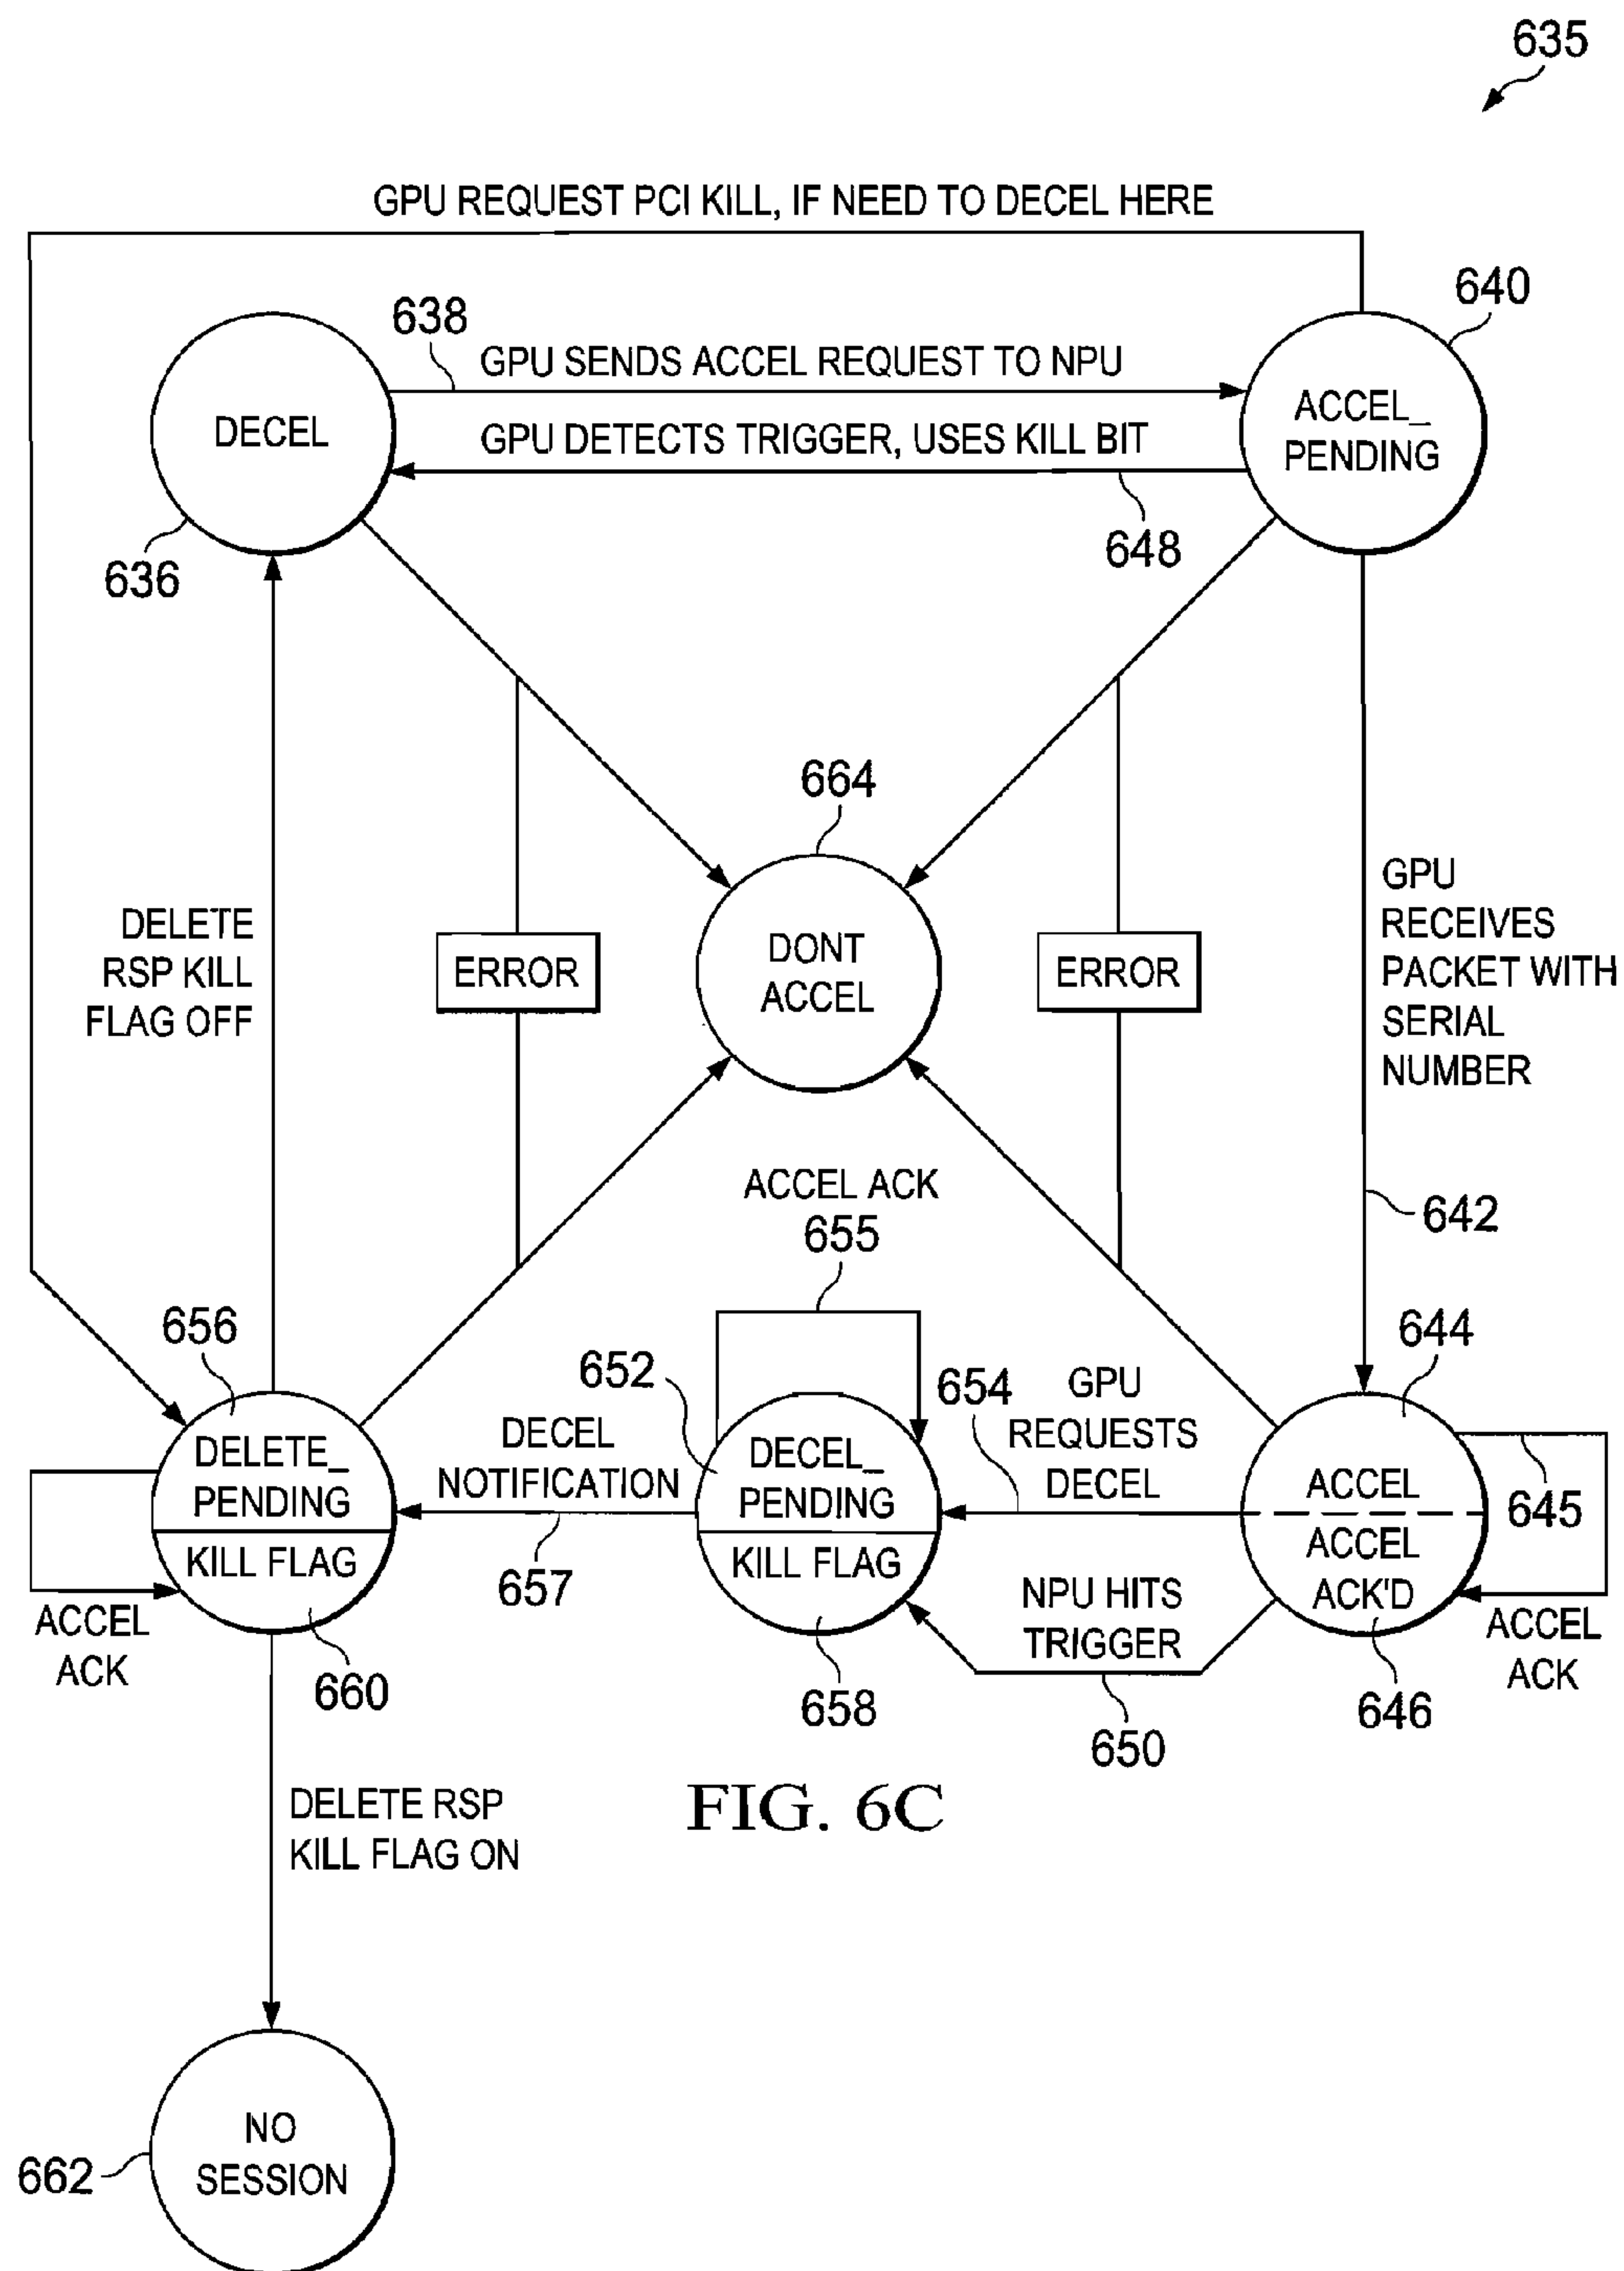 635
GPU REQUEST PCI KILL, IF NEED TO DECEL HERE
640
638
GPU SENDS ACCEL REQUEST TO NPU
DECEL
ACCEL_
PENDING
GPU DETECTS TRIGGER, USES KILL BIT
648
636
664
DELETE
RSP KILL
FLAG OFF
ERROR
DONT
ACCEL
ERROR
GPU
RECEIVES
PACKET WITH
SERIAL
NUMBER
642
ACCEL ACK
655
656
644
652
654
GPU
REQUESTS
DECEL
DECEL
NOTIFICATION
DELETE_
PENDING
KILL FLAG
657
DECEL_
PENDING
KILL FLAG
ACCEL
ACCEL
ACK'D
645
NPU HITS
TRIGGER
ACCEL
ACK
ACCEL
ACK
660
658
650
646
DELETE RSP
KILL FLAG ON
FIG. 6C
NO
SESSION
662